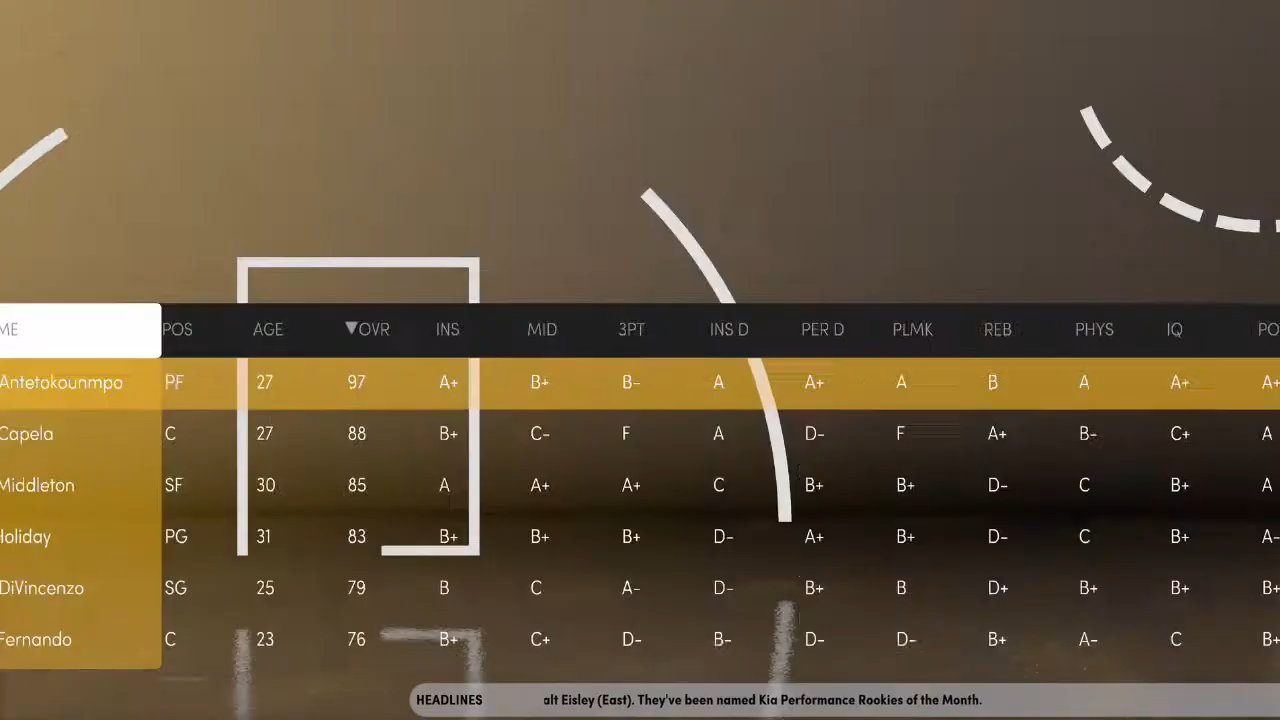 ME POS AGE ▼OVR INS MID 3PT INS D PER D PLMK REB PHYS IQ PO
Antetokounmpo PF 27 97 A+ B+ B- A A+ A B A A+ A+
Capela C 27 88 B+ C- F A D- F A+ B- C+ A
Middleton SF 30 85 A A+ A+ C B+ B+ D- C B+ A
Holiday PG 31 83 B+ B+ B+ D- A+ B+ D- C B+ A-
DiVincenzo SG 25 79 B C A- D- B+ B D+ B+ B+ B+
Fernando C 23 76 B+ C+ D- B- D- D- B+ A- C B+
HEADLINES alt Eisley (East). They've been named Kia Performance Rookies of the Month.